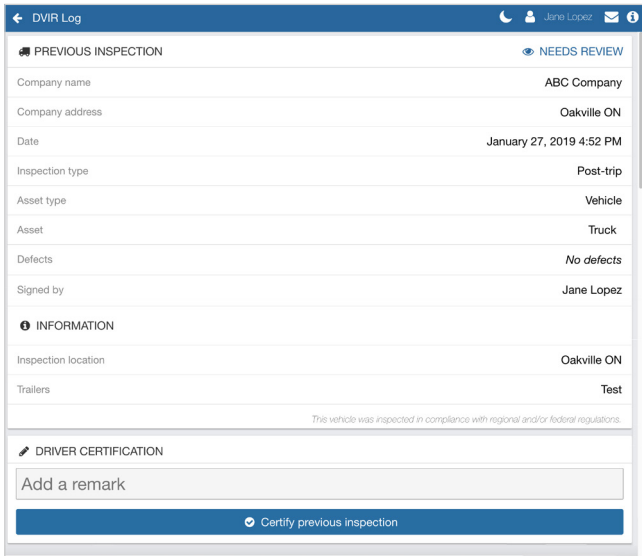 DVIR Log Jane Lopez
PREVIOUS INSPECTION NEEDS REVIEW
Company name ABC Company
Company address Oakville ON
Date January 27, 2019 4:52 PM
Inspection type Post-trip
Asset type Vehicle
Asset Truck
Defects No defects
Signed by Jane Lopez
INFORMATION
Inspection location Oakville ON
Trailers Test
This vehicle was inspected in compliance with regional and/or federal regulations.
DRIVER CERTIFICATION
Add a remark
Certify previous inspection